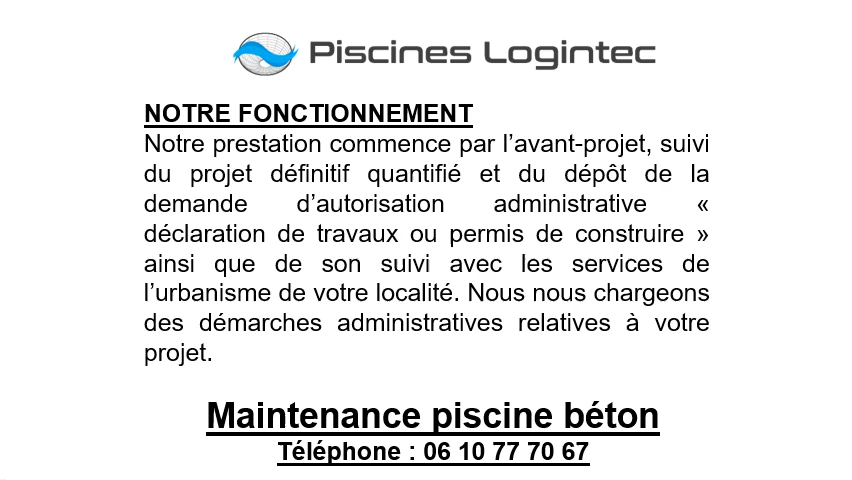 Piscines Logintec
NOTRE FONCTIONNEMENT
Notre prestation commence par l’avant-projet, suivi
du projet définitif quantifié et du dépôt de la
demande d’autorisation administrative «
déclaration de travaux ou permis de construire »
ainsi que de son suivi avec les services de
l’urbanisme de votre localité. Nous nous chargeons
des démarches administratives relatives à votre
projet.
Maintenance piscine béton
Téléphone : 06 10 77 70 67